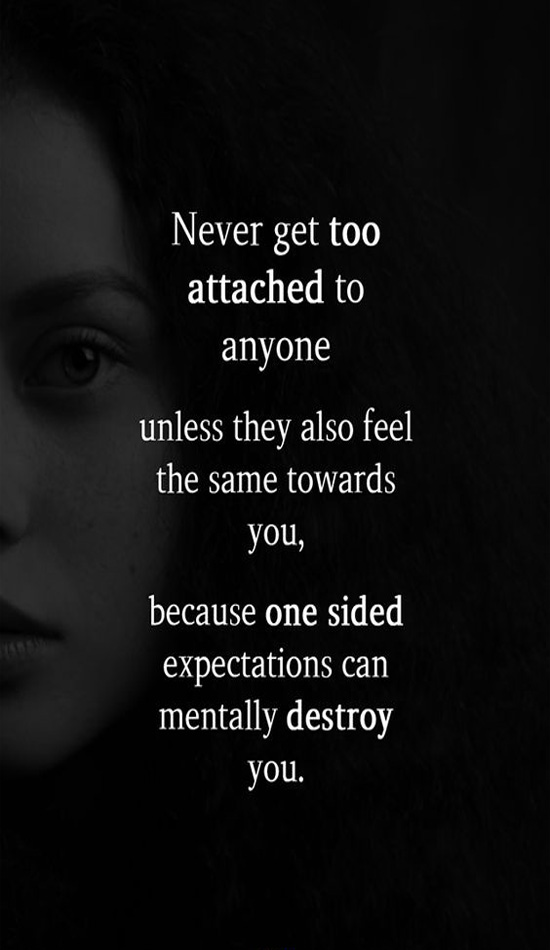 Never get too
attached to
anyone
unless they also feel
the same towards
you,
because one sided
expectations can
mentally destroy
you.